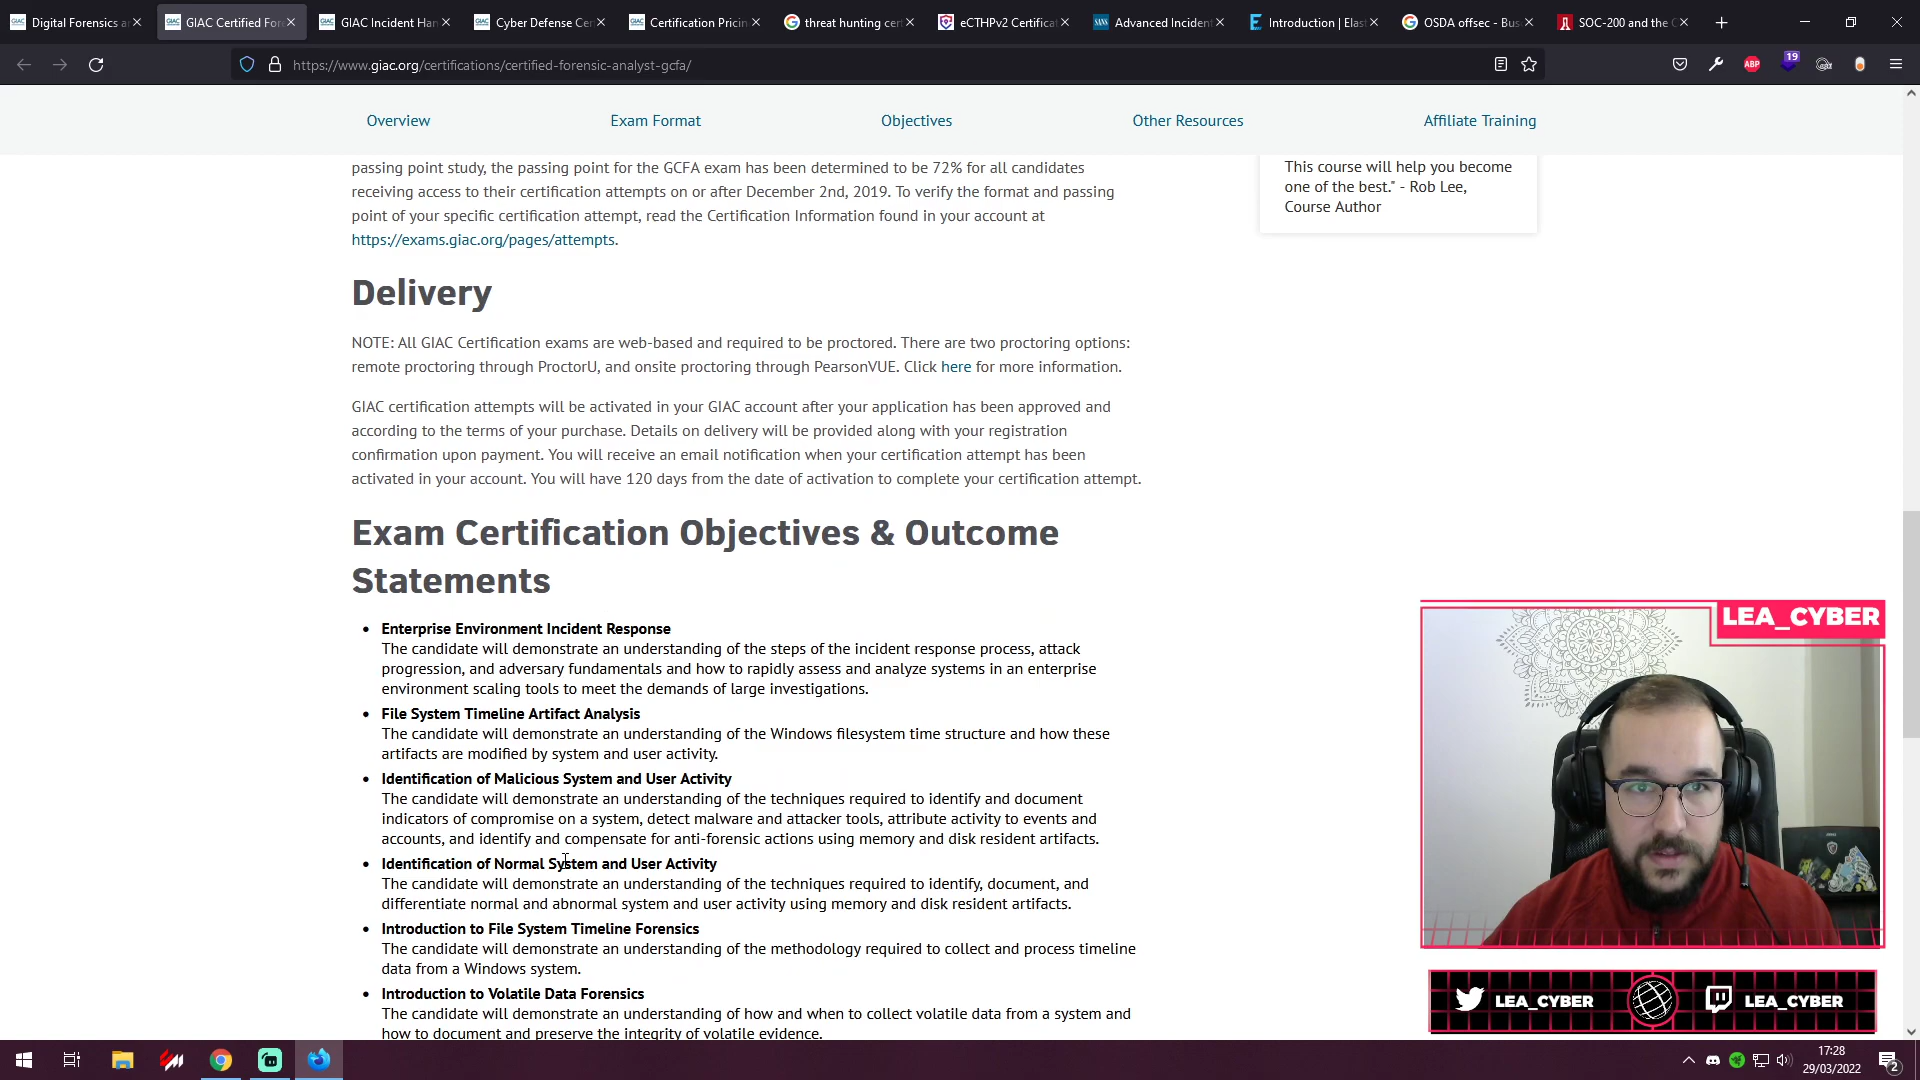 Digital Forensics a
GIAC Certified For
GIAC Incident Han
Cyber Defense Cer
Certification Pricin
threat hunting cert
eCTHPv2 Certificat
Advanced Incident
Introduction | Elast
OSDA offsec - Bus
SOC-200 and the
https://www.giac.org/certifications/certified-forensic-analyst-gcfa/
ABP
19
Overview
Exam Format
Objectives
Other Resources
Affiliate Training
passing point study, the passing point for the GCFA exam has been determined to be 72% for all candidates
receiving access to their certification attempts on or after December 2nd, 2019. To verify the format and passing
point of your specific certification attempt, read the Certification Information found in your account at
https://exams.giac.org/pages/attempts.
This course will help you become
one of the best." - Rob Lee,
Course Author
Delivery
NOTE: All GIAC Certification exams are web-based and required to be proctored. There are two proctoring options:
remote proctoring through ProctorU, and onsite proctoring through PearsonVUE. Click here for more information.
GIAC certification attempts will be activated in your GIAC account after your application has been approved and
according to the terms of your purchase. Details on delivery will be provided along with your registration
confirmation upon payment. You will receive an email notification when your certification attempt has been
activated in your account. You will have 120 days from the date of activation to complete your certification attempt.
Exam Certification Objectives & Outcome
Statements
• Enterprise Environment Incident Response
The candidate will demonstrate an understanding of the steps of the incident response process, attack
progression, and adversary fundamentals and how to rapidly assess and analyze systems in an enterprise
environment scaling tools to meet the demands of large investigations.
• File System Timeline Artifact Analysis
The candidate will demonstrate an understanding of the Windows filesystem time structure and how these
artifacts are modified by system and user activity.
• Identification of Malicious System and User Activity
The candidate will demonstrate an understanding of the techniques required to identify and document
indicators of compromise on a system, detect malware and attacker tools, attribute activity to events and
accounts, and identify and compensate for anti-forensic actions using memory and disk resident artifacts.
• Identification of Normal System and User Activity
The candidate will demonstrate an understanding of the techniques required to identify, document, and
differentiate normal and abnormal system and user activity using memory and disk resident artifacts.
• Introduction to File System Timeline Forensics
The candidate will demonstrate an understanding of the methodology required to collect and process timeline
data from a Windows system.
• Introduction to Volatile Data Forensics
The candidate will demonstrate an understanding of how and when to collect volatile data from a system and
how to document and preserve the integrity of volatile evidence.
LEA_CYBER
LEA_CYBER
LEA_CYBER
17:28
29/03/2022
2